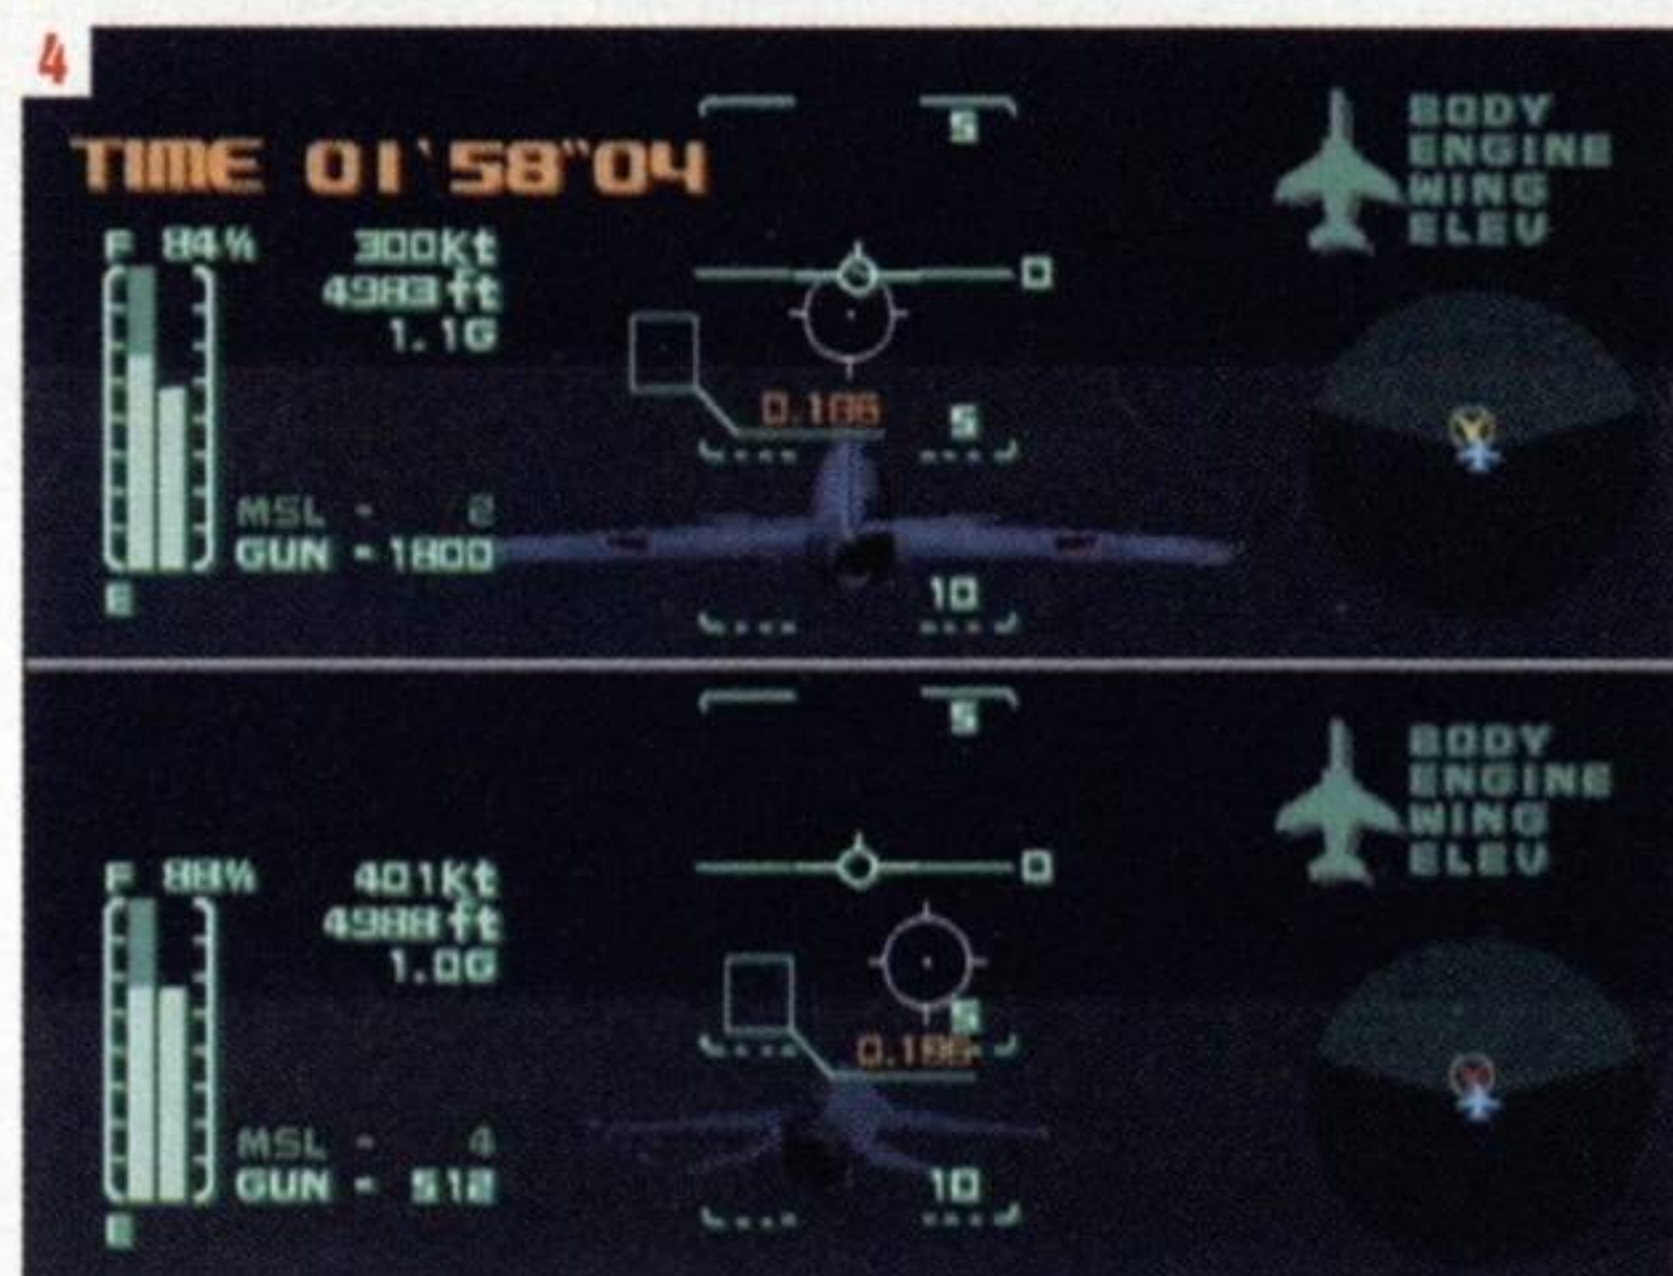 4
5
BODY
ENGINE
WING
ELEV
TIME 01'58"04
F 84%
300kt
4983ft
1.1G
0
0.186
5
MSL - 2
GUN - 1800
10
E
5
BODY
ENGINE
WING
ELEV
F 88%
401kt
4988ft
1.0G
0
5
0.186
MSL - 4
GUN - 512
10
E